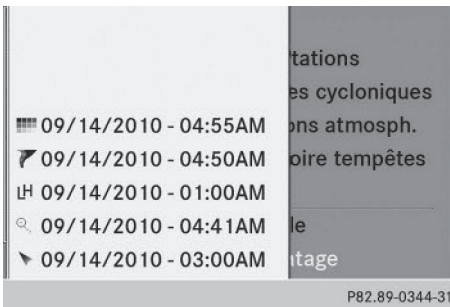 09/14/2010 - 04:55AM
09/14/2010 - 04:50AM
LH 09/14/2010 - 01:00AM
09/14/2010 - 04:41AM
09/14/2010 - 03:00AM
tations
es cycloniques
ons atmosph.
oire tempêtes
le
ntage
P82.89-0344-31